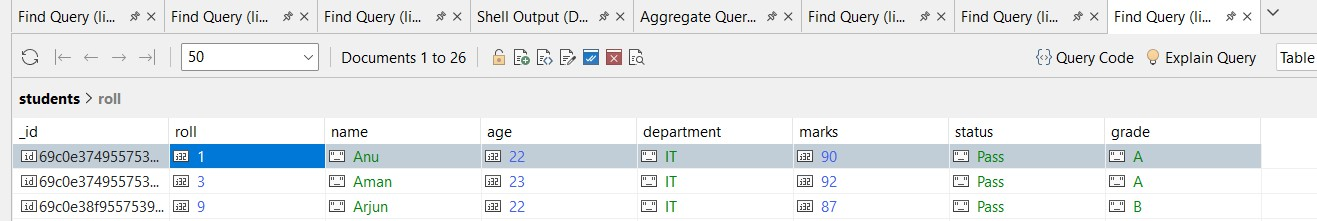 Find Query (li... Find Query (li... Find Query (li... Shell Output (D... Aggregate Quer... Find Query (li... Find Query (li... Find Query (li...
50 Documents 1 to 26 Query Code Explain Query Table
students > roll
_id roll name age department marks status grade
69c0e374955753... 1 Anu 22 IT 90 Pass A
69c0e374955753... 3 Aman 23 IT 92 Pass A
69c0e38f9557539... 9 Arjun 22 IT 87 Pass B